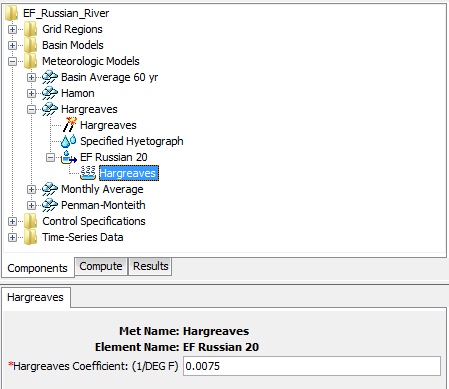 EF_Russian_River
Grid Regions
Basin Models
Meteorologic Models
Basin Average 60 yr
Hamon
Hargreaves
Hargreaves
Specified Hyetograph
EF Russian 20
Hargreaves
Monthly Average
Penman-Monteith
Control Specifications
Time-Series Data
Components Compute Results
Hargreaves
Met Name: Hargreaves
Element Name: EF Russian 20
*Hargreaves Coefficient: (1/DEG F) 0.0075